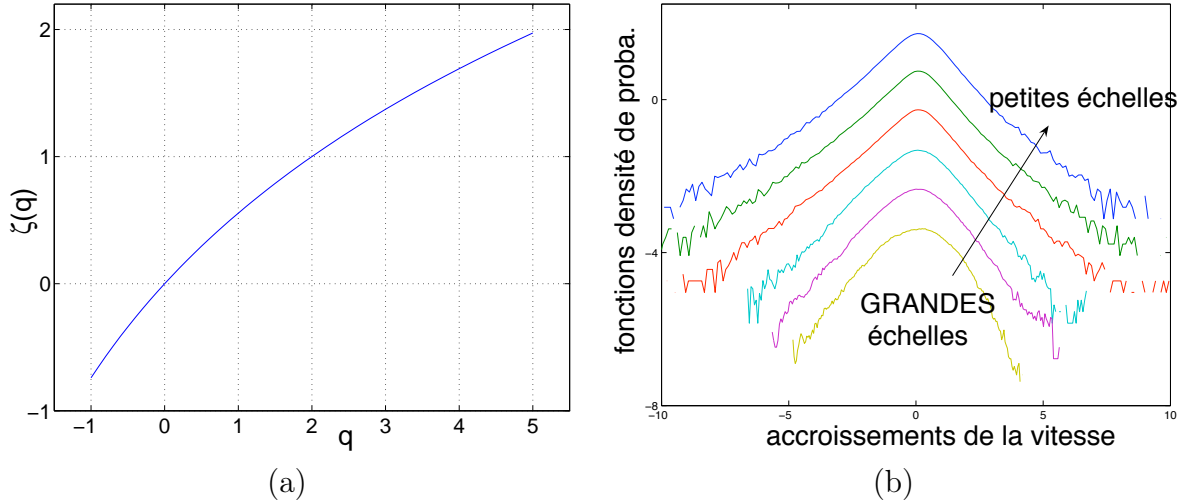 2
1
0
−1
−1 0 1 2 3 4 5
ζ(q)
q
(a)
0
−4
−8
−10 −5 0 5 10
fonctions densité de proba.
petites échelles
GRANDES
échelles
accroissements de la vitesse
(b)